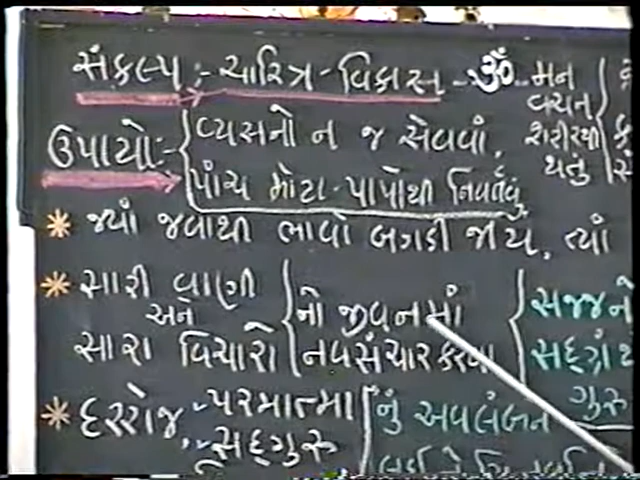 સંકલ્પ :- ચારિત્ર - વિકાસ - ૐ.. મન
વચન
શરીરથી
થતું
ઉપાયો:- વ્યસનો ન જ સેવવાં.
પાંચ મોટા પાપોથી નિવર્તવું
* જ્યાં જવાથી ભાવો બગડી જાય, ત્યાં
* સારી વાણી
અને
સારા વિચારો
નો જીવનમાં
નવસંચાર કરવા
સજ્જનો
ગુરુ
* દરરોજ, પરમાત્મા
સદ્‌ગુરુ
નું અવલંબન